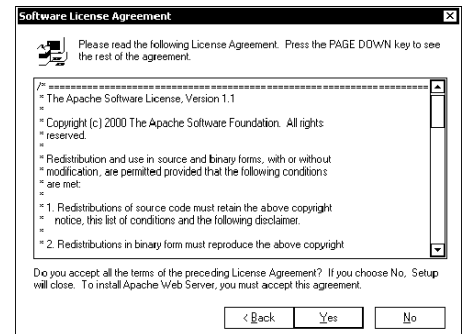 Software License Agreement
Please read the following License Agreement. Press the PAGE DOWN key to see
the rest of the agreement.
/* ====================================================================
* The Apache Software License, Version 1.1
*
* Copyright (c) 2000 The Apache Software Foundation. All rights
* reserved.
*
* Redistribution and use in source and binary forms, with or without
* modification, are permitted provided that the following conditions
* are met:
*
* 1. Redistributions of source code must retain the above copyright
* notice, this list of conditions and the following disclaimer.
*
* 2. Redistributions in binary form must reproduce the above copyright
Do you accept all the terms of the preceding License Agreement? If you choose No, Setup
will close. To install Apache Web Server, you must accept this agreement.
< Back Yes No